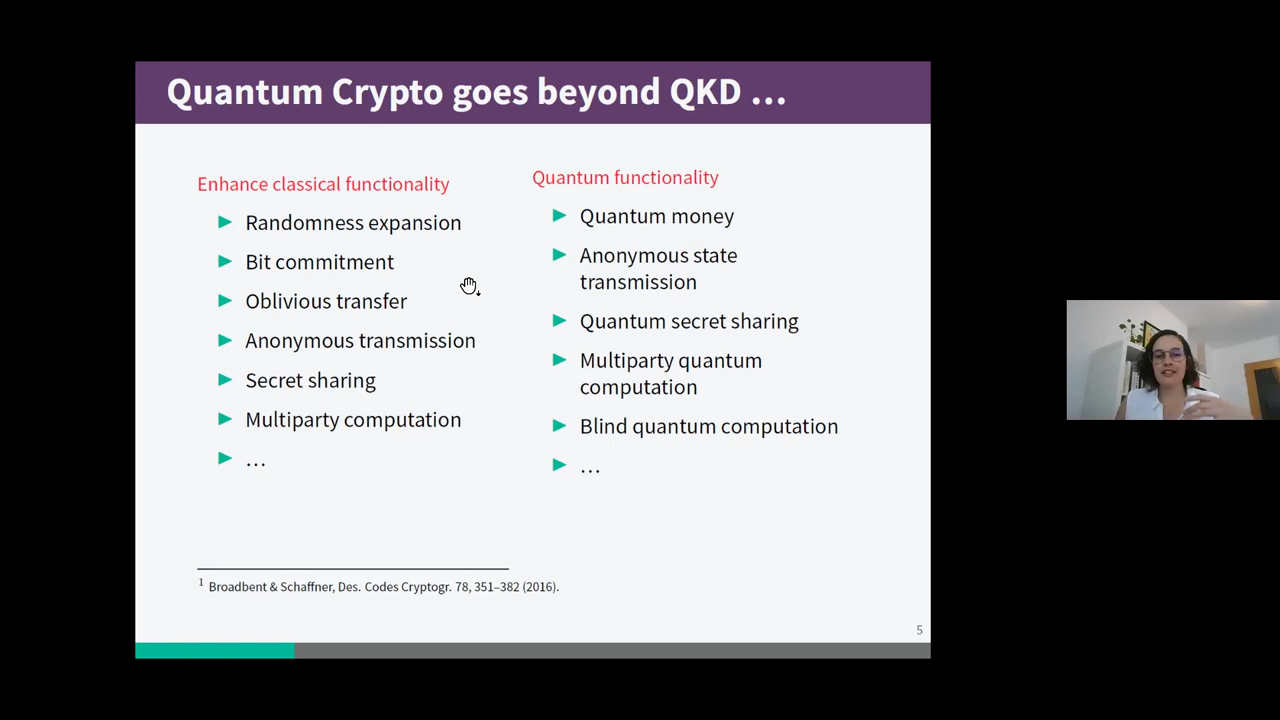 Quantum Crypto goes beyond QKD ...
Enhance classical functionality
Randomness expansion
Bit commitment
Oblivious transfer
Anonymous transmission
Secret sharing
Multiparty computation
...
Quantum functionality
Quantum money
Anonymous state
transmission
Quantum secret sharing
Multiparty quantum
computation
Blind quantum computation
...
1 Broadbent & Schaffner, Des. Codes Cryptogr. 78, 351–382 (2016).
5